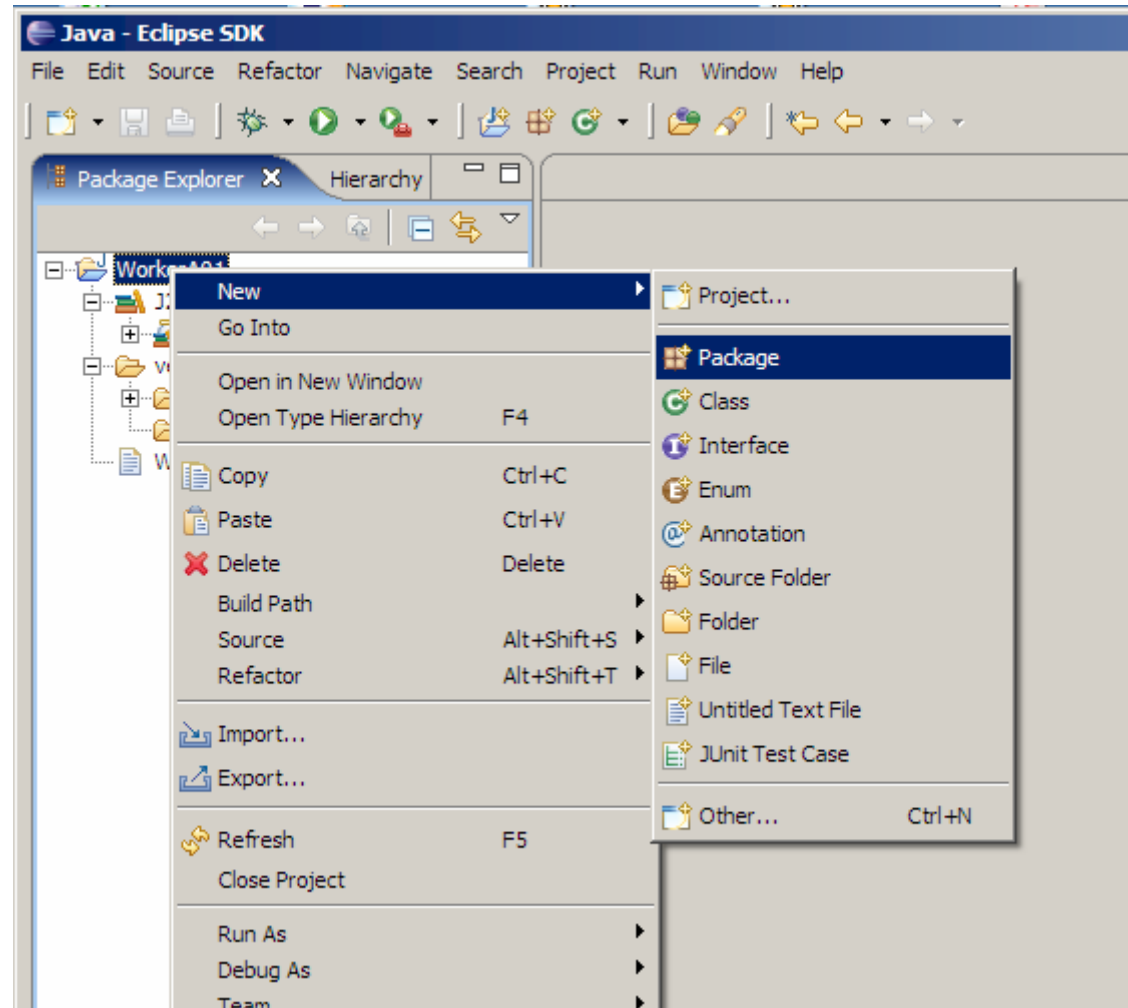 Java - Eclipse SDK
File Edit Source Refactor Navigate Search Project Run Window Help
Package Explorer Hierarchy
New
Go Into
Open in New Window
Open Type Hierarchy F4
Copy Ctrl+C
Paste Ctrl+V
Delete Delete
Build Path
Source Alt+Shift+S
Refactor Alt+Shift+T
Import...
Export...
Refresh F5
Close Project
Run As
Debug As
Team
Project...
Package
Class
Interface
Enum
Annotation
Source Folder
Folder
File
Untitled Text File
JUnit Test Case
Other... Ctrl+N